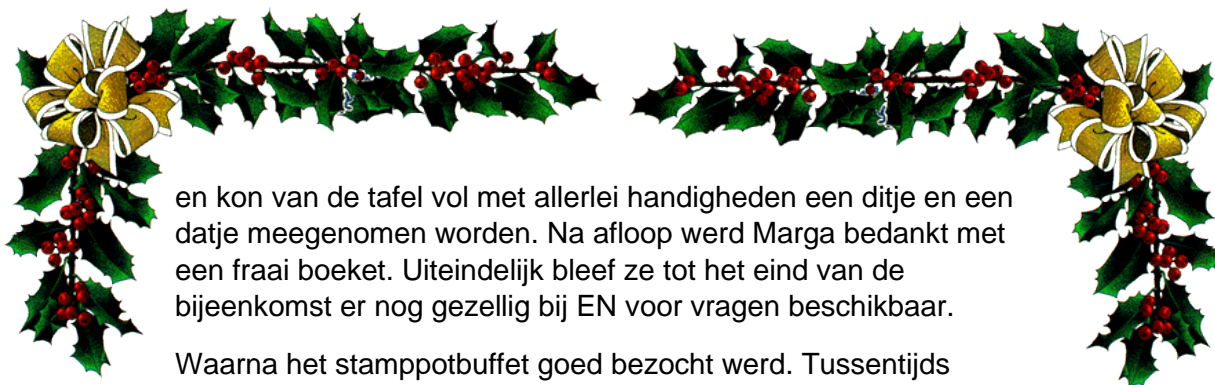 en kon van de tafel vol met allerlei handigheden een ditje en een
datje meegenomen worden. Na afloop werd Marga bedankt met
een fraai boeket. Uiteindelijk bleef ze tot het eind van de
bijeenkomst er nog gezellig bij EN voor vragen beschikbaar.
Waarna het stamppotbuffet goed bezocht werd. Tussentijds